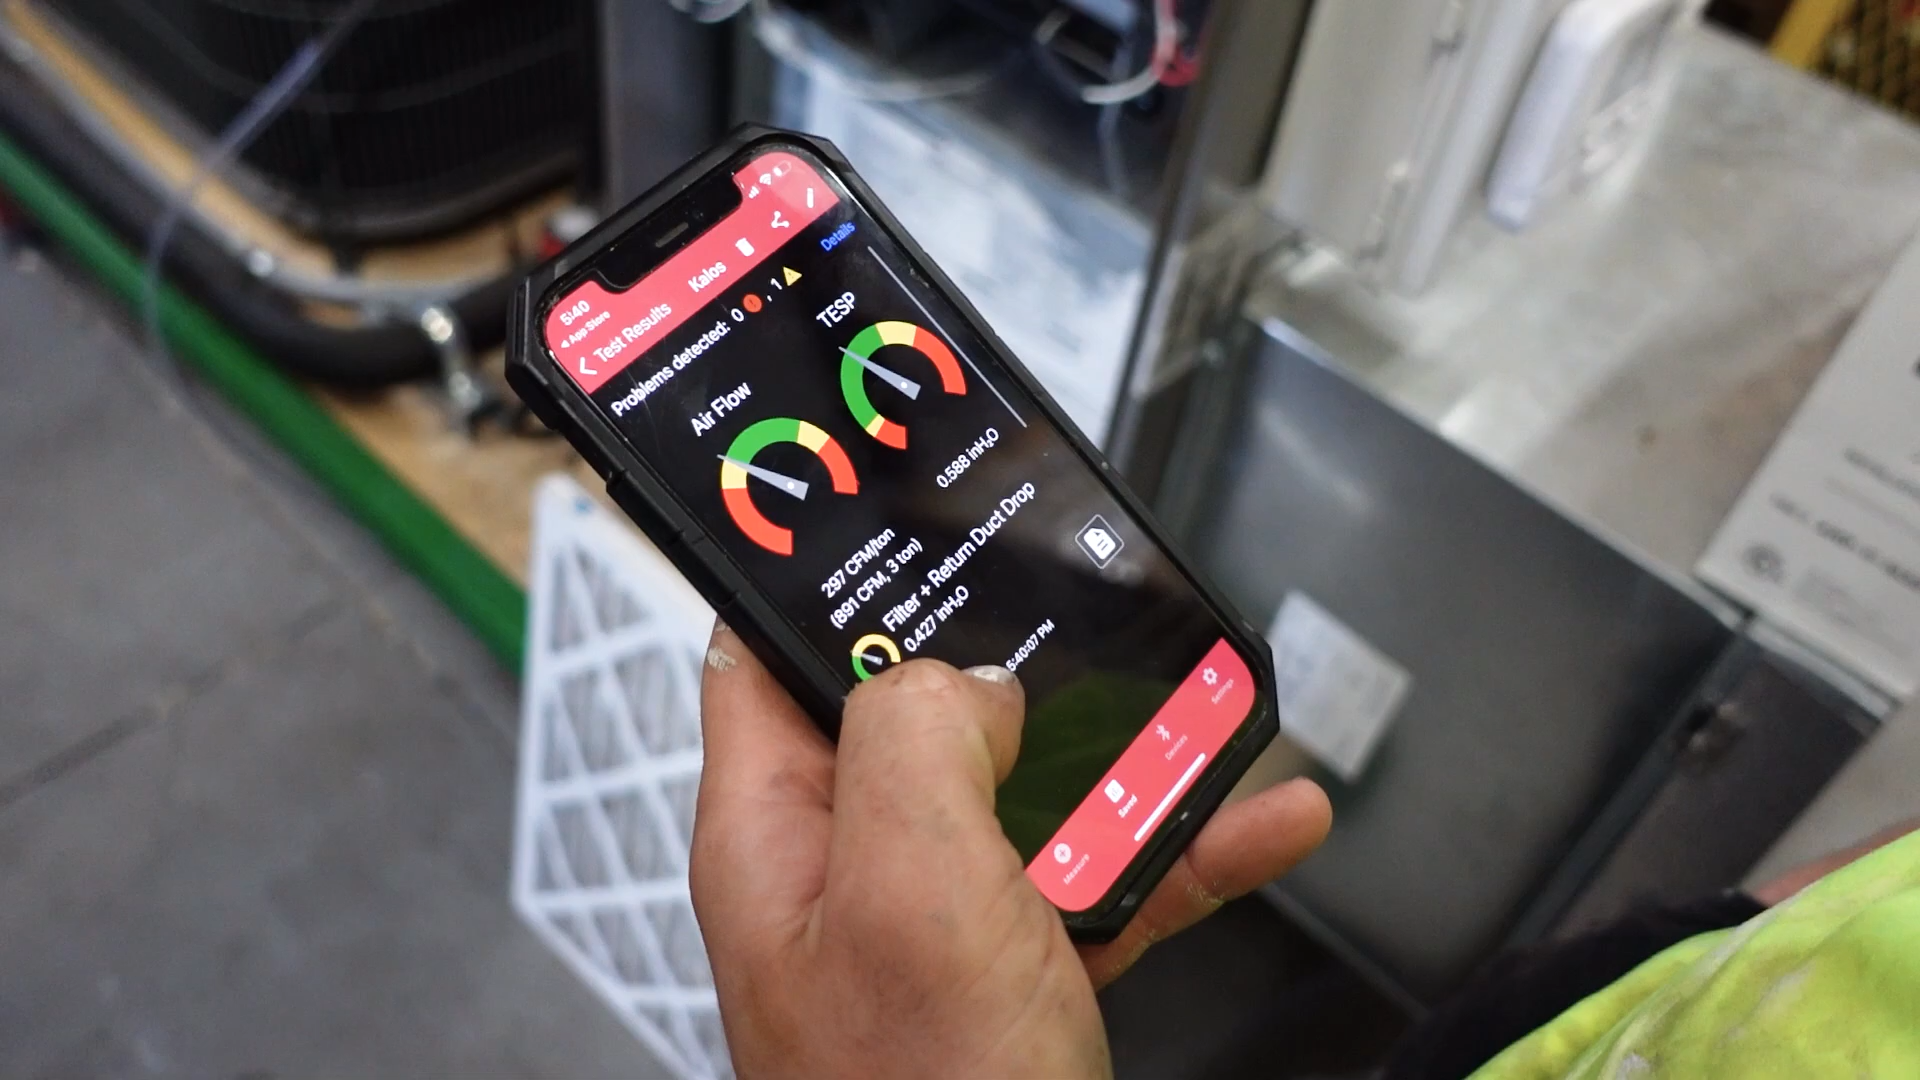 5:40
App Store
Test Results
Kalos
Problems detected: 0 , 1
Details
Air Flow
TESP
297 CFM/ton
(891 CFM, 3 ton)
0.588 inH₂O
Filter + Return Duct Drop
0.427 inH₂O
5:40:07 PM
Measure
Saved
Devices
Settings